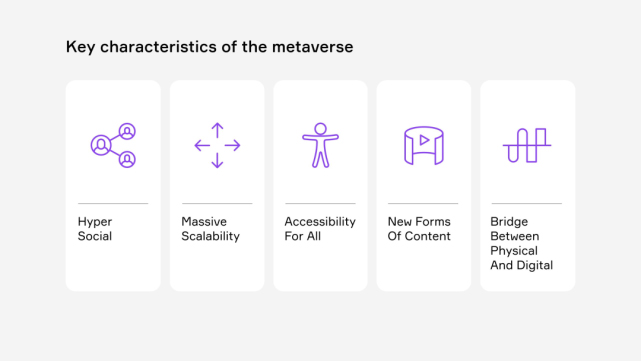 Key characteristics of the metaverse
Hyper
Social
Massive
Scalability
Accessibility
For All
New Forms
Of Content
Bridge
Between
Physical
And Digital